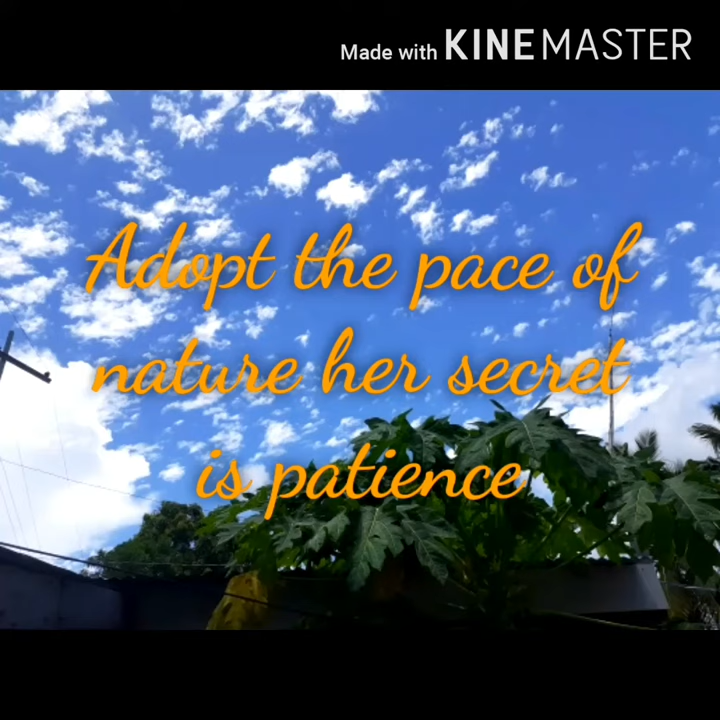 Made with KINEMASTER
Adopt the pace of
nature her secret
is patience